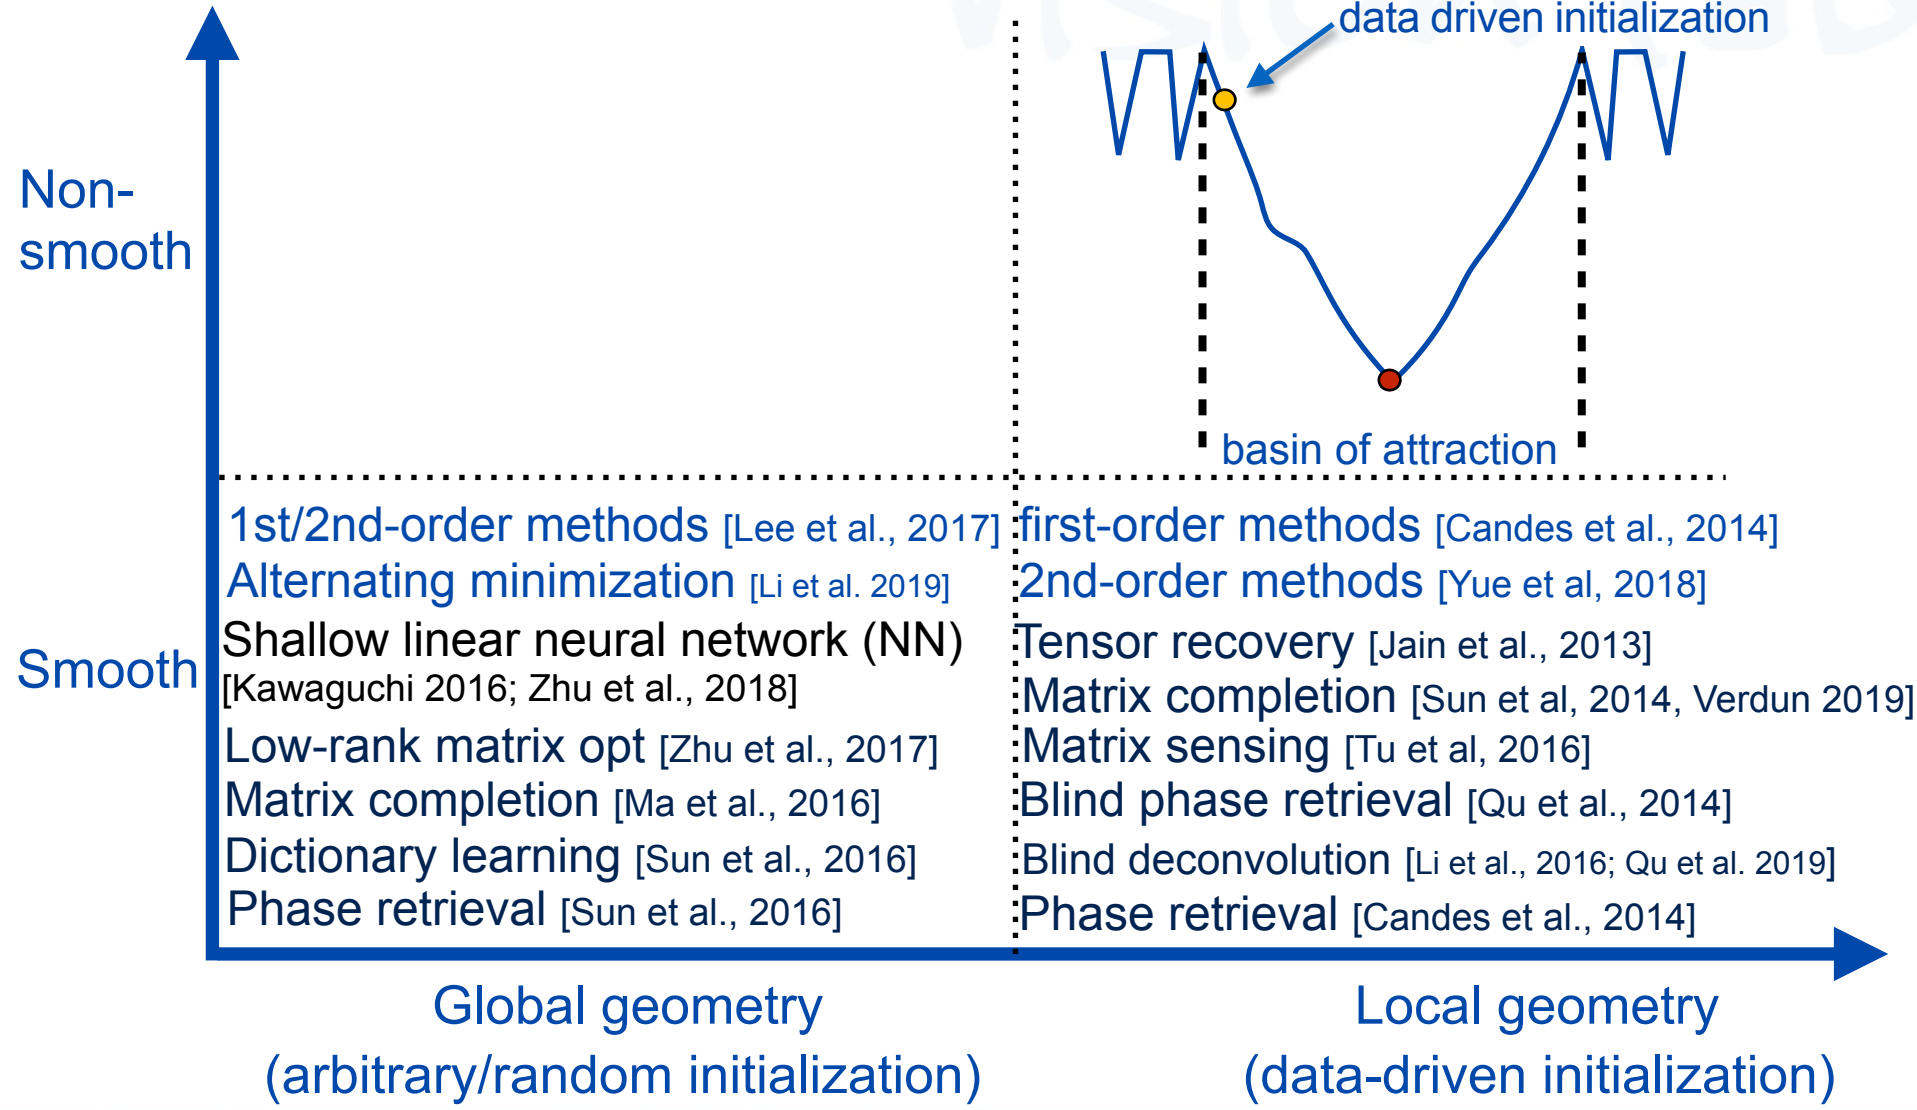 data driven initialization
Non-
smooth
basin of attraction
Smooth
1st/2nd-order methods [Lee et al., 2017]
Alternating minimization [Li et al. 2019]
Shallow linear neural network (NN)
[Kawaguchi 2016; Zhu et al., 2018]
Low-rank matrix opt [Zhu et al., 2017]
Matrix completion [Ma et al., 2016]
Dictionary learning [Sun et al., 2016]
Phase retrieval [Sun et al., 2016]
first-order methods [Candes et al., 2014]
2nd-order methods [Yue et al, 2018]
Tensor recovery [Jain et al., 2013]
Matrix completion [Sun et al, 2014, Verdun 2019]
Matrix sensing [Tu et al, 2016]
Blind phase retrieval [Qu et al., 2014]
Blind deconvolution [Li et al., 2016; Qu et al. 2019]
Phase retrieval [Candes et al., 2014]
Global geometry
(arbitrary/random initialization)
Local geometry
(data-driven initialization)